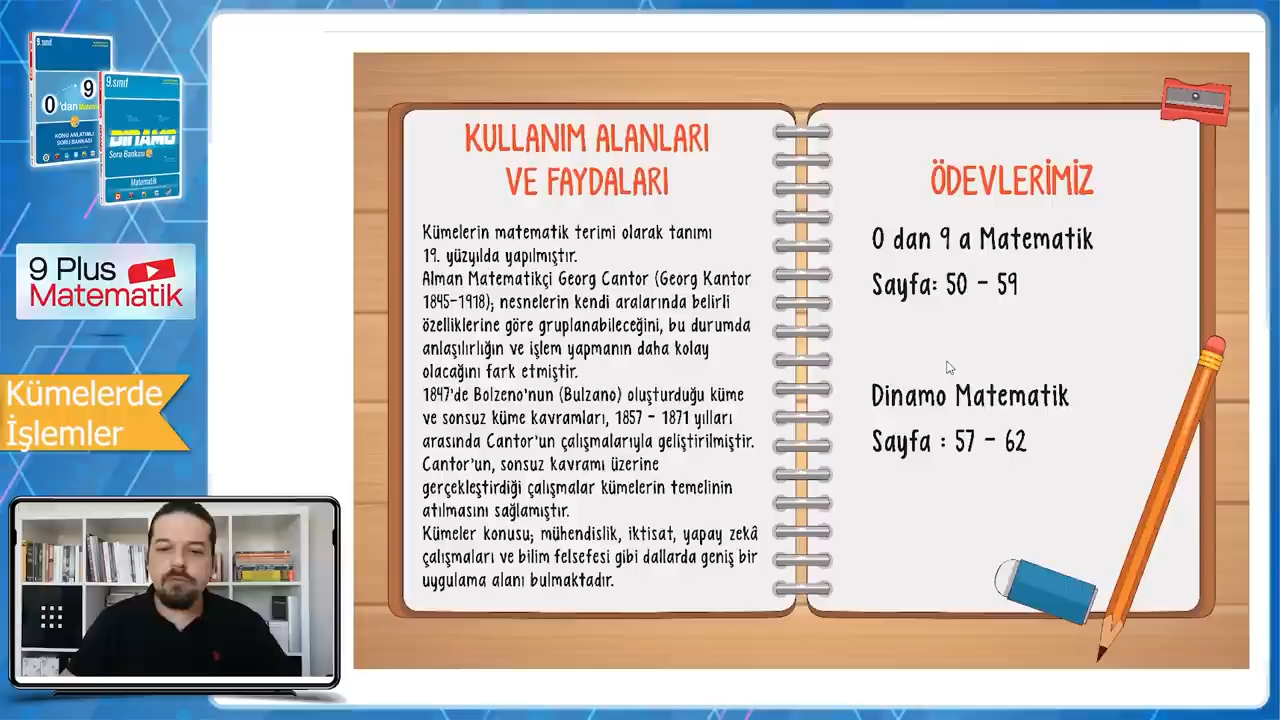 9.sınıf
0'dan 9
Matematik
KONU ANLATIMLI
SORU BANKASI
9.sınıf
DİNAMO
Soru Bankası
Matematik
9 Plus
Matematik
Kümelerde
İşlemler
KULLANIM ALANLARI
VE FAYDALARI
Kümelerin matematik terimi olarak tanımı
19. yüzyılda yapılmıştır.
Alman Matematikçi Georg Cantor (Georg Kantor
1845-1918); nesnelerin kendi aralarında belirli
özelliklerine göre gruplanabileceğini, bu durumda
anlaşılırlığın ve işlem yapmanın daha kolay
olacağını fark etmiştir.
1847'de Bolzeno'nun (Bulzano) oluşturduğu küme
ve sonsuz küme kavramları, 1857 - 1871 yılları
arasında Cantor'un çalışmalarıyla geliştirilmiştir.
Cantor'un, sonsuz kavramı üzerine
gerçekleştirdiği çalışmalar kümelerin temelinin
atılmasını sağlamıştır.
Kümeler konusu; mühendislik, iktisat, yapay zekâ
çalışmaları ve bilim felsefesi gibi dallarda geniş bir
uygulama alanı bulmaktadır.
ÖDEVLERİMİZ
0 dan 9 a Matematik
Sayfa: 50 - 59
Dinamo Matematik
Sayfa : 57 - 62